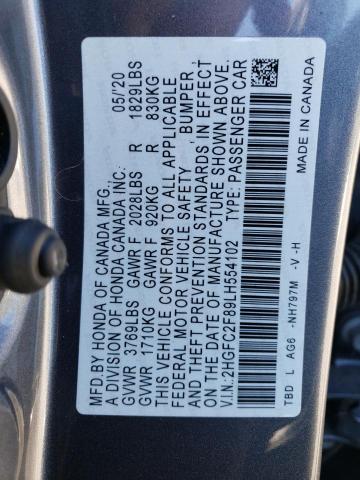 MFD BY HONDA OF CANADA MFG., 05/'20
A DIVISION OF HONDA CANADA INC.
GVWR 3769LBS GAWR F 2028LBS R 1829LBS
GVWR 1710KG GAWR F 920KG R 830KG
THIS VEHICLE CONFORMS TO ALL APPLICABLE
FEDERAL MOTOR VEHICLE SAFETY, BUMPER,
AND THEFT PREVENTION STANDARDS IN EFFECT
ON THE DATE OF MANUFACTURE SHOWN ABOVE.
V.I.N.: 2HGFC2F89LH554102 TYPE: PASSENGER CAR
TBD L AG6 -NH797M -V -H MADE IN CANADA